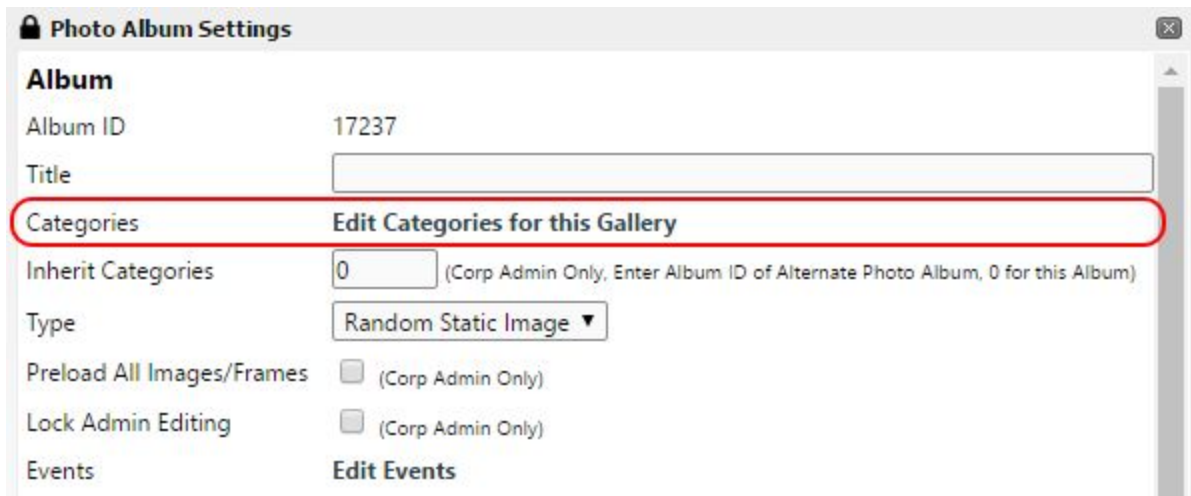 Photo Album Settings
Album
Album ID 17237
Title
Categories Edit Categories for this Gallery
Inherit Categories 0 (Corp Admin Only, Enter Album ID of Alternate Photo Album, 0 for this Album)
Type Random Static Image
Preload All Images/Frames (Corp Admin Only)
Lock Admin Editing (Corp Admin Only)
Events Edit Events